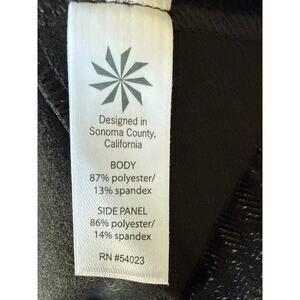 Designed in
Sonoma County,
California
BODY
87% polyester/
13% spandex
SIDE PANEL
86% polyester/
14% spandex
RN #54023